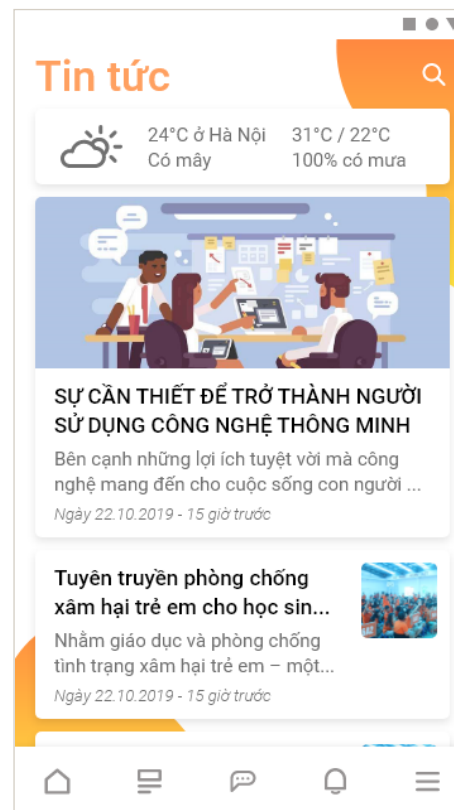 Tin tức
24°C ở Hà Nội
31°C / 22°C
Có mây
100% có mưa
SỰ CẦN THIẾT ĐỂ TRỞ THÀNH NGƯỜI
SỬ DỤNG CÔNG NGHỆ THÔNG MINH
Bên cạnh những lợi ích tuyệt vời mà công
nghệ mang đến cho cuộc sống con người ...
Ngày 22.10.2019 - 15 giờ trước
Tuyên truyền phòng chống
xâm hại trẻ em cho học sin...
Nhằm giáo dục và phòng chống
tình trạng xâm hại trẻ em – một...
Ngày 22.10.2019 - 15 giờ trước